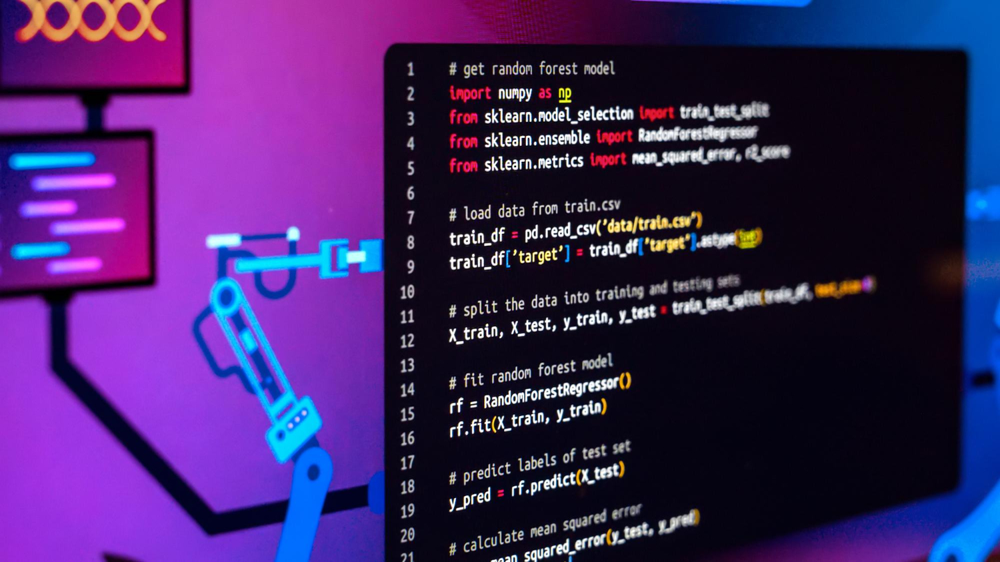 1 # get random forest model
2 import numpy as np
3 from sklearn.model_selection import train_test_split
4 from sklearn.ensemble import RandomForestRegressor
5 from sklearn.metrics import mean_squared_error, r2_score
6
7 # load data from train.csv
8 train_df = pd.read_csv('data/train.csv')
9 train_df['target'] = train_df['target'].astype(int)
10
11 # split the data into training and testing sets
12 X_train, X_test, y_train, y_test = train_test_split(train_df,
13
14 # fit random forest model
15 rf = RandomForestRegressor()
16 rf.fit(X_train, y_train)
17
18 # predict labels of test set
19 y_pred = rf.predict(X_test)
20
21 # calculate mean squared error
mean_squared_error(y_test, y_pred)